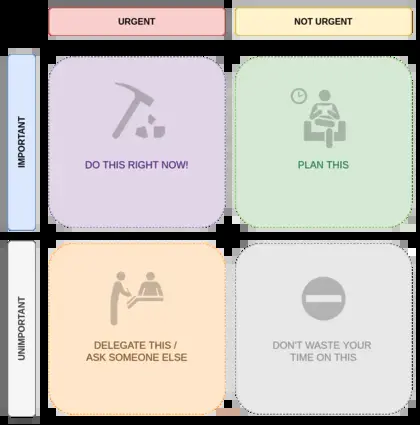 URGENT
NOT URGENT
IMPORTANT
DO THIS RIGHT NOW!
PLAN THIS
UNIMPORTANT
DELEGATE THIS /
ASK SOMEONE ELSE
DON'T WASTE YOUR
TIME ON THIS